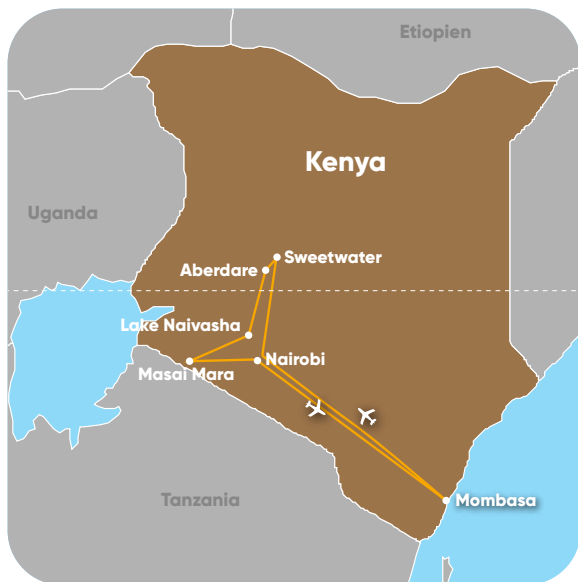 Etiopien
Kenya
Uganda
Sweetwater
Aberdare
Lake Naivasha
Nairobi
Masai Mara
Tanzania
Mombasa